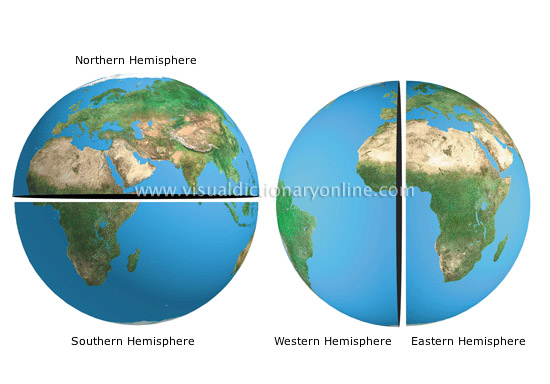 Northern Hemisphere
www.visualdictionaryonline.com
Southern Hemisphere
Western Hemisphere
Eastern Hemisphere